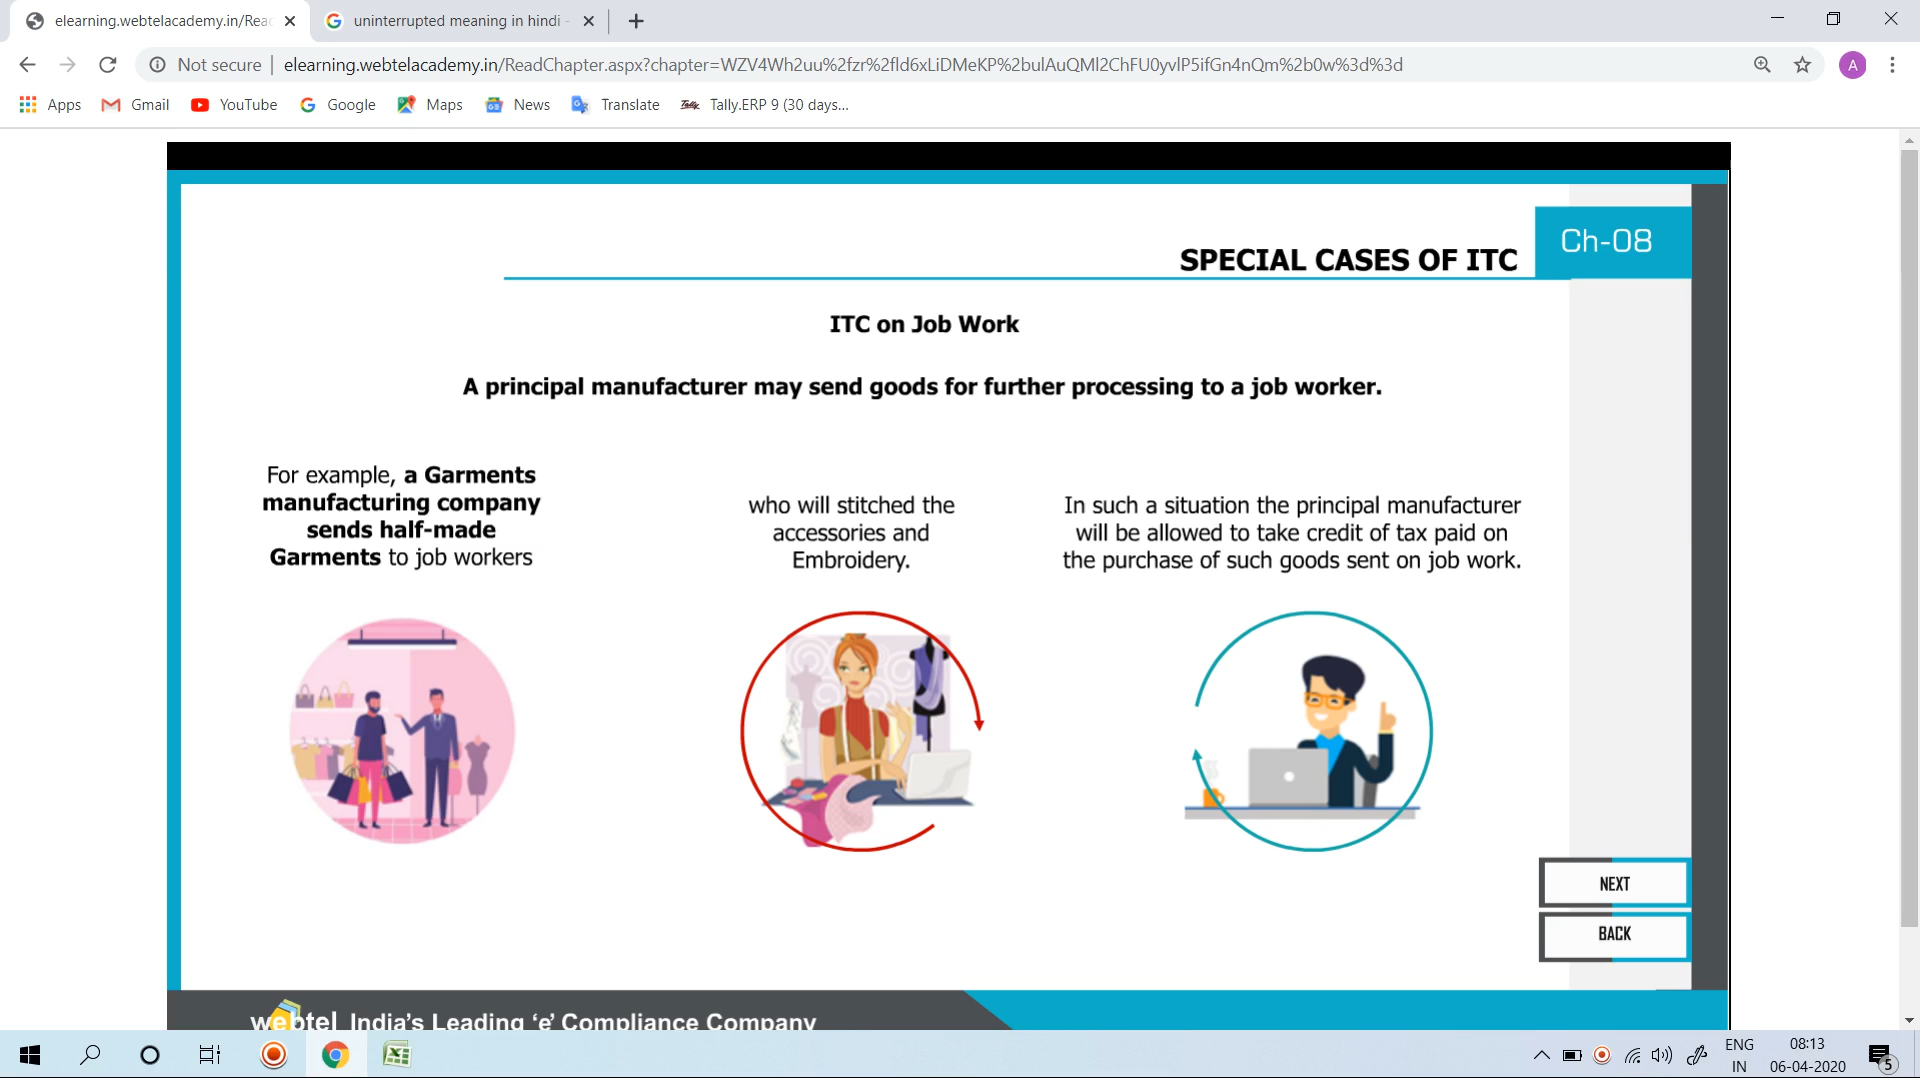 elearning.webtelacademy.in/Read
uninterrupted meaning in hindi -
Not secure
elearning.webtelacademy.in/ReadChapter.aspx?chapter=WZV4Wh2uu%2fzr%2fld6xLiDMeKP%2bulAuQMl2ChFU0yvlP5ifGn4nQm%2b0w%3d%3d
A
Apps
Gmail
YouTube
Google
Maps
News
Translate
Tally.ERP 9 (30 days...
Ch-08
SPECIAL CASES OF ITC
ITC on Job Work
A principal manufacturer may send goods for further processing to a job worker.
For example, a Garments
manufacturing company
sends half-made
Garments to job workers
who will stitched the
accessories and
Embroidery.
In such a situation the principal manufacturer
will be allowed to take credit of tax paid on
the purchase of such goods sent on job work.
NEXT
BACK
webtel India's Leading 'e' Compliance Company
ENG
IN
08:13
06-04-2020
5